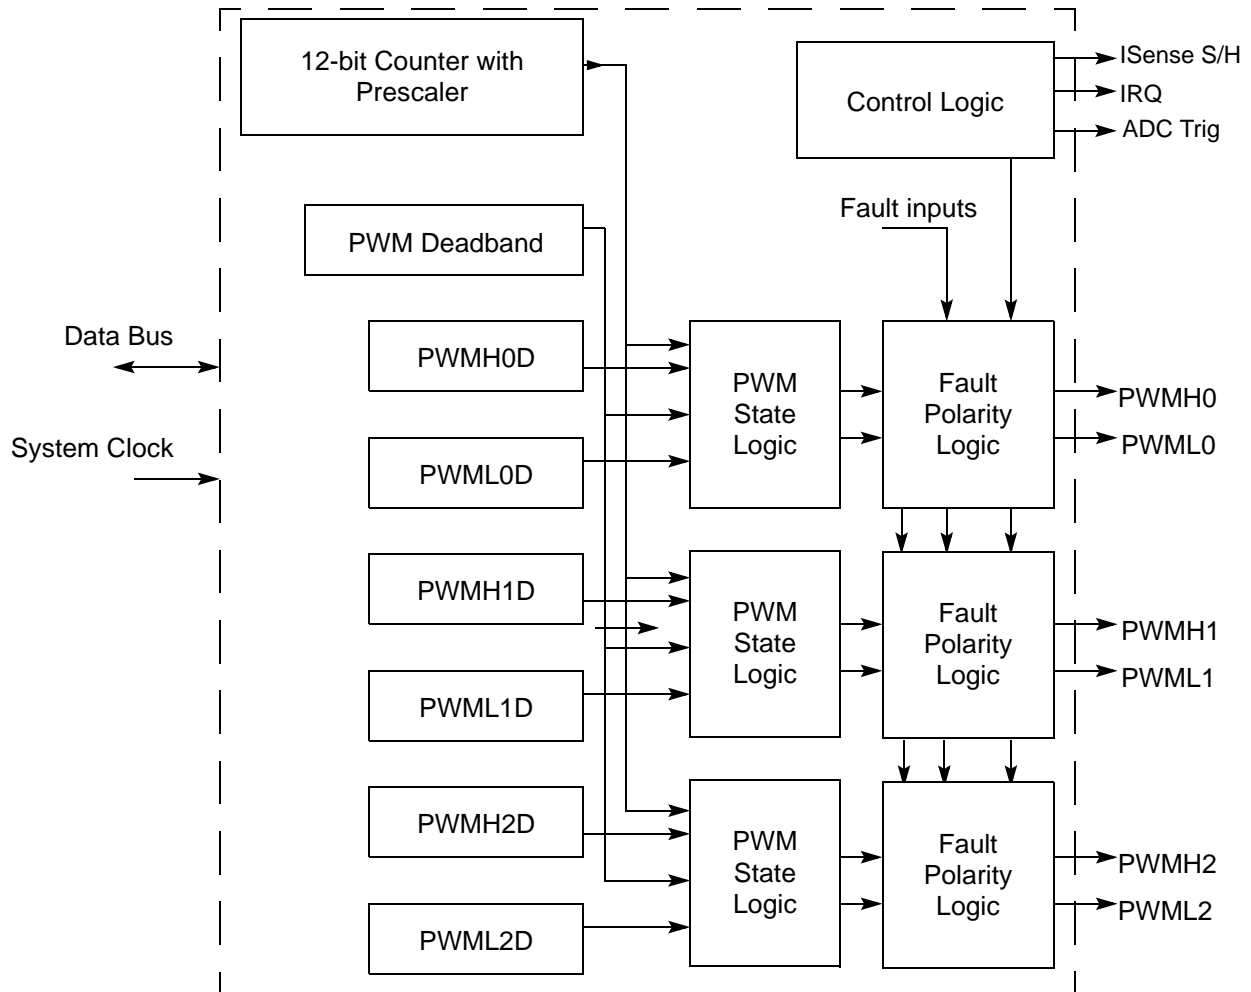 12-bit Counter with
Prescaler
Control Logic
ISense S/H
IRQ
ADC Trig
PWM Deadband
Fault inputs
Data Bus
System Clock
PWMH0D
PWML0D
PWM
State
Logic
Fault
Polarity
Logic
PWMH0
PWML0
PWMH1D
PWML1D
PWM
State
Logic
Fault
Polarity
Logic
PWMH1
PWML1
PWMH2D
PWML2D
PWM
State
Logic
Fault
Polarity
Logic
PWMH2
PWML2